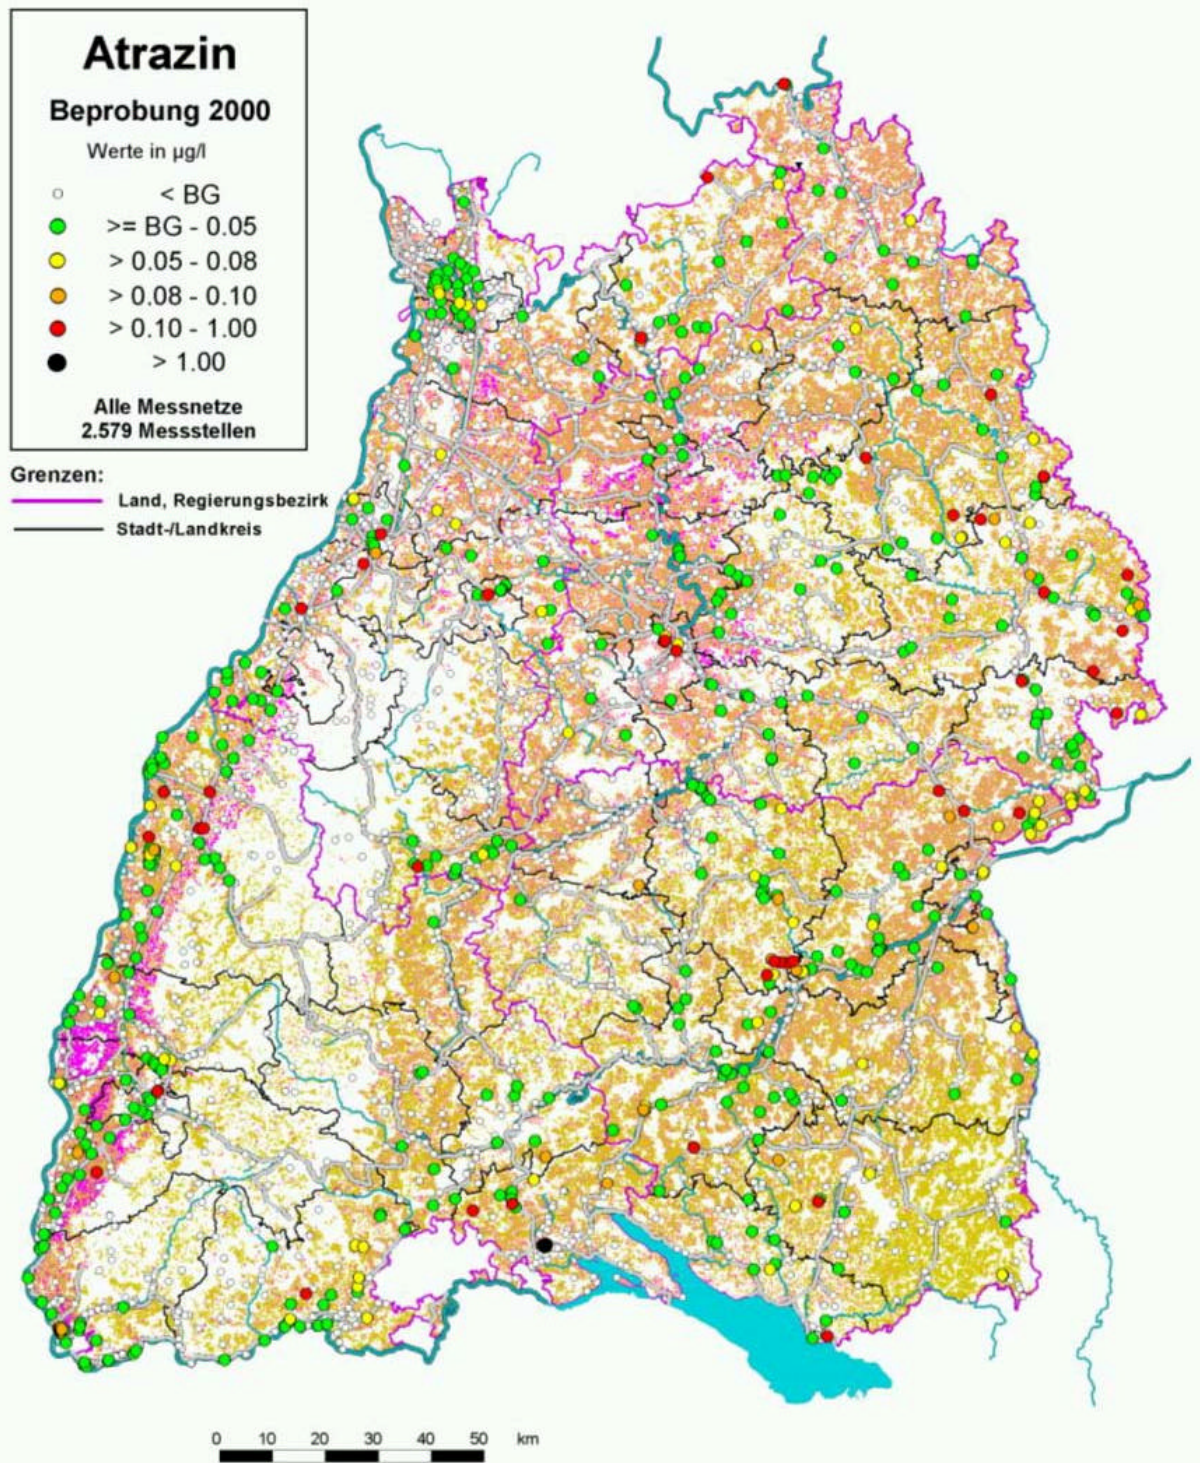 Atrazin
Beprobung 2000
Werte in µg/l
< BG
>= BG - 0.05
> 0.05 - 0.08
> 0.08 - 0.10
> 0.10 - 1.00
> 1.00
Alle Messnetze
2.579 Messstellen
Grenzen:
Land, Regierungsbezirk
Stadt-/Landkreis
0 10 20 30 40 50 km